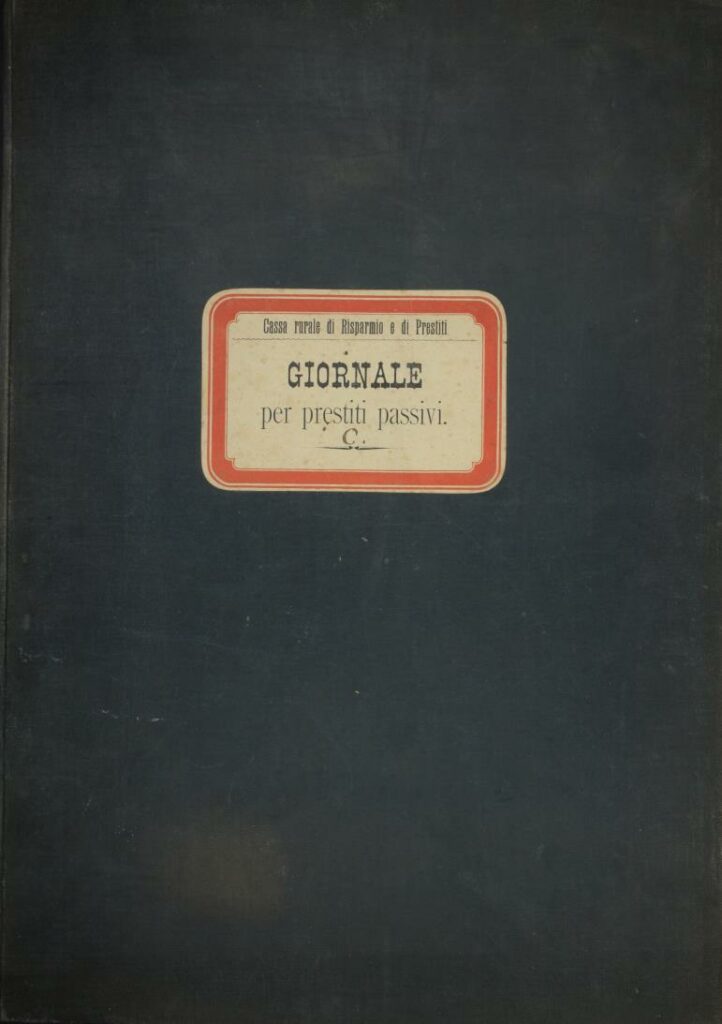 Cassa rurale di Risparmio e di Prestiti
GIORNALE
per prestiti passivi.
C.